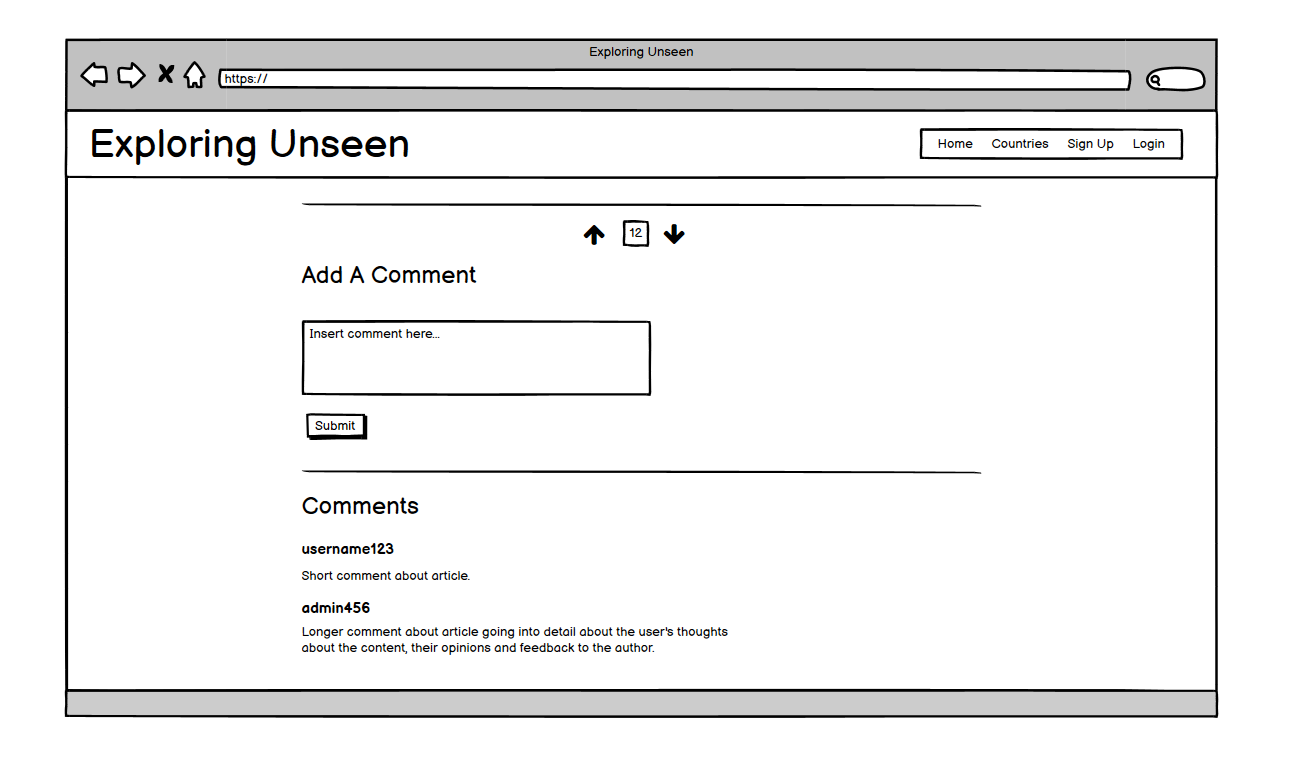 Exploring Unseen
https://
Exploring Unseen
Home Countries Sign Up Login
12
Add A Comment
Insert comment here...
Submit
Comments
username123
Short comment about article.
admin456
Longer comment about article going into detail about the user's thoughts
about the content, their opinions and feedback to the author.